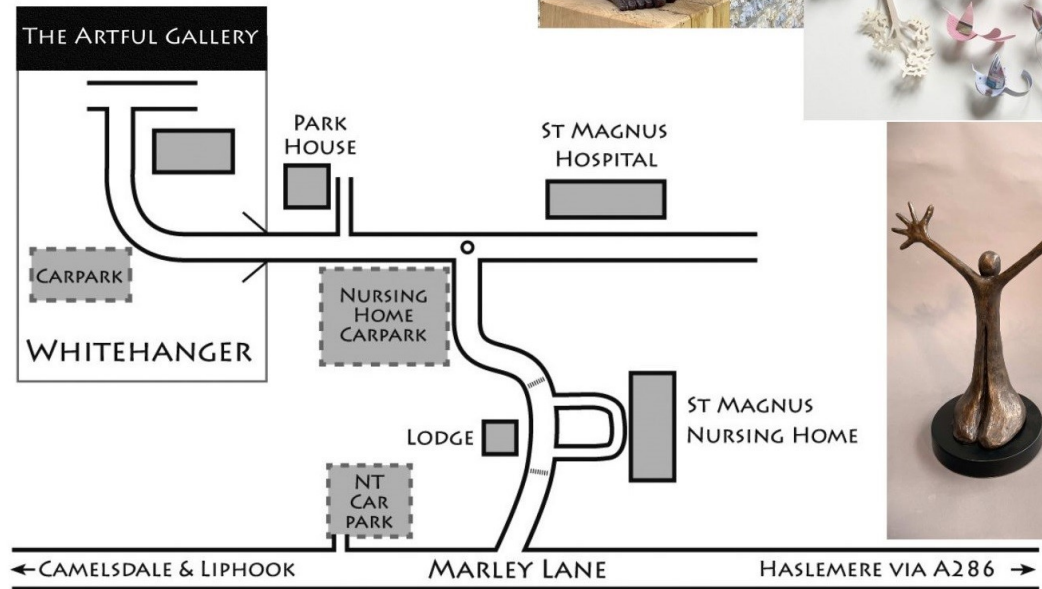 THE ARTFUL GALLERY
PARK
HOUSE
ST MAGNUS
HOSPITAL
CARPARK
NURSING
HOME
CARPARK
WHITEHANGER
ST MAGNUS
NURSING HOME
LODGE
NT
CAR
PARK
←CAMELSDALE & LIPHOOK
MARLEY LANE
HASLEMERE VIA A286 →